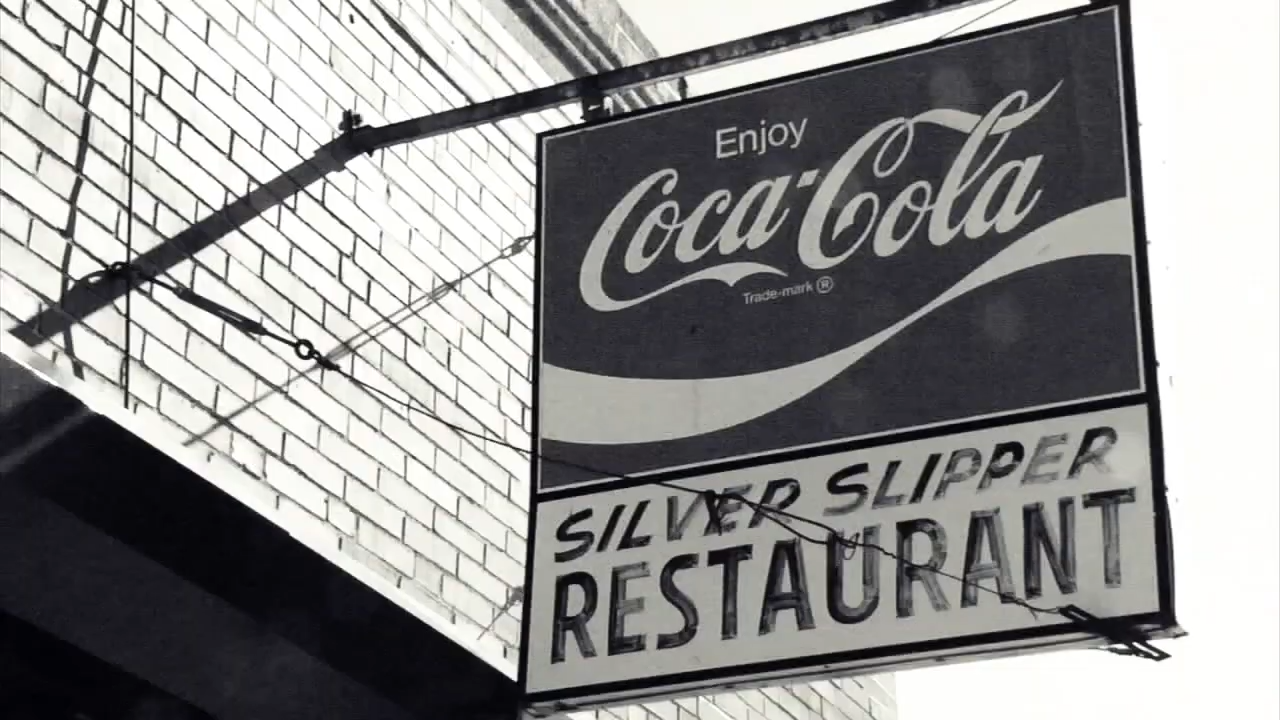 Enjoy
Coca-Cola
Trade-mark ®
SILVER SLIPPER
RESTAURANT